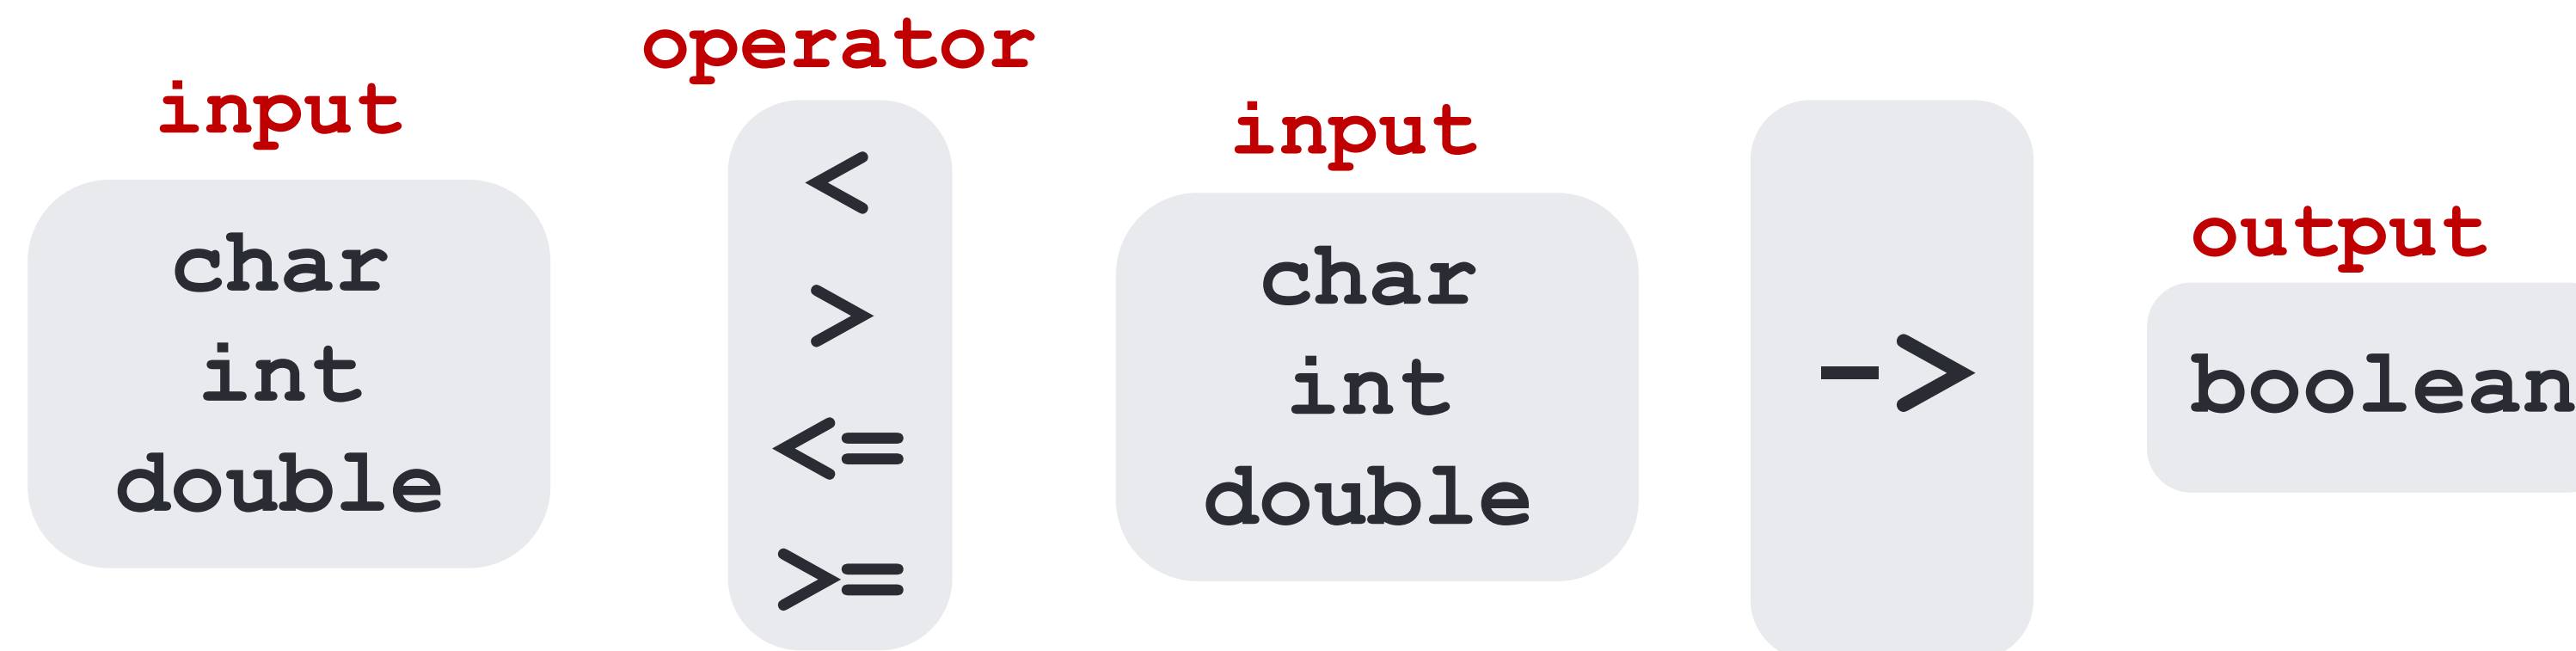 input
char
int
double
operator
<
>
<=
>=
input
char
int
double
->
output
boolean